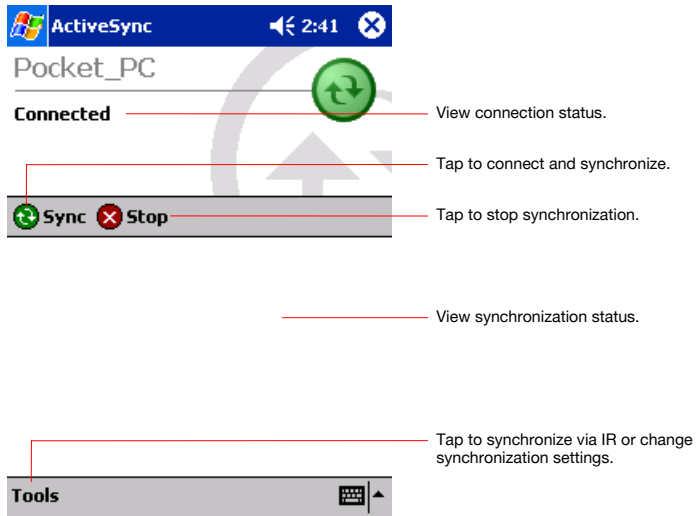 ActiveSync 2:41
Pocket_PC
Connected
View connection status.
Tap to connect and synchronize.
Sync Stop
Tap to stop synchronization.
View synchronization status.
Tap to synchronize via IR or change
synchronization settings.
Tools